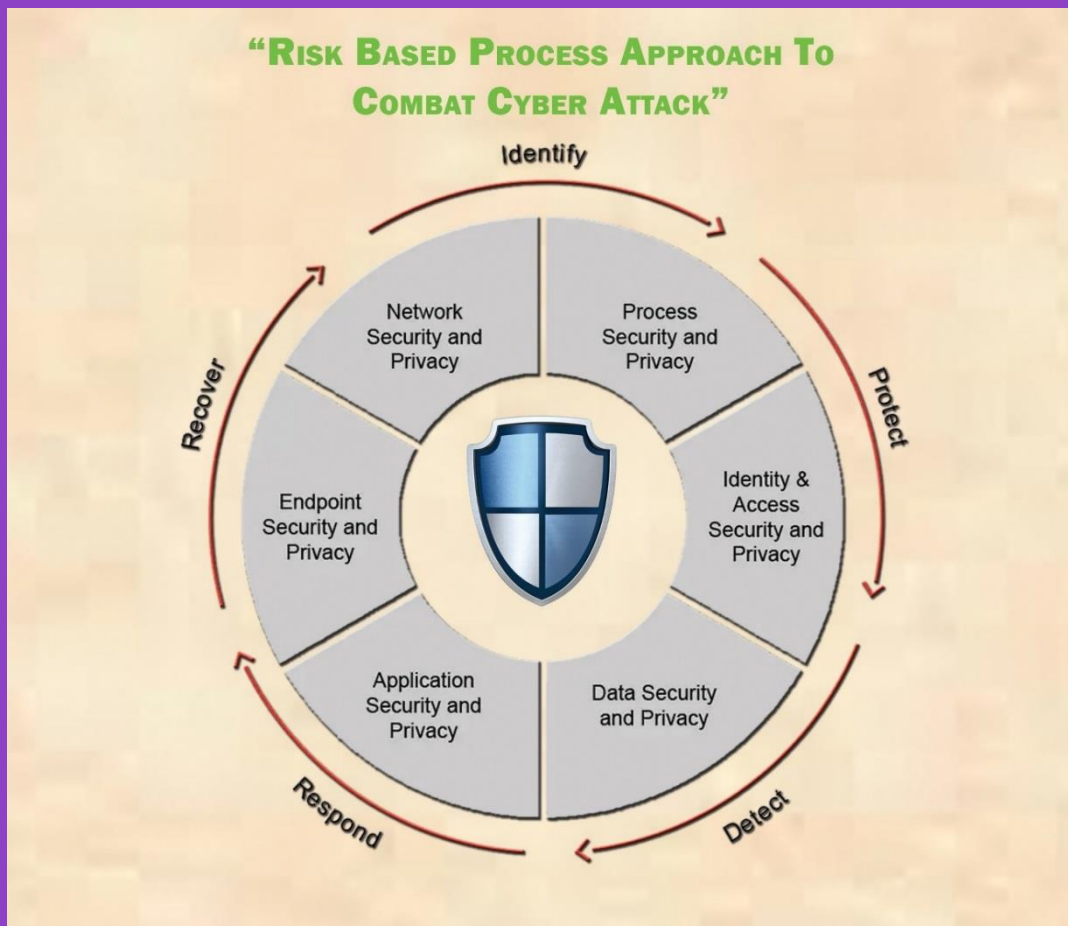 “RISK BASED PROCESS APPROACH TO
COMBAT CYBER ATTACK”
Identify
Network
Security and
Privacy
Process
Security and
Privacy
Recover
Protect
Endpoint
Security and
Privacy
Identity &
Access
Security and
Privacy
Application
Security and
Privacy
Data Security
and Privacy
Respond
Detect